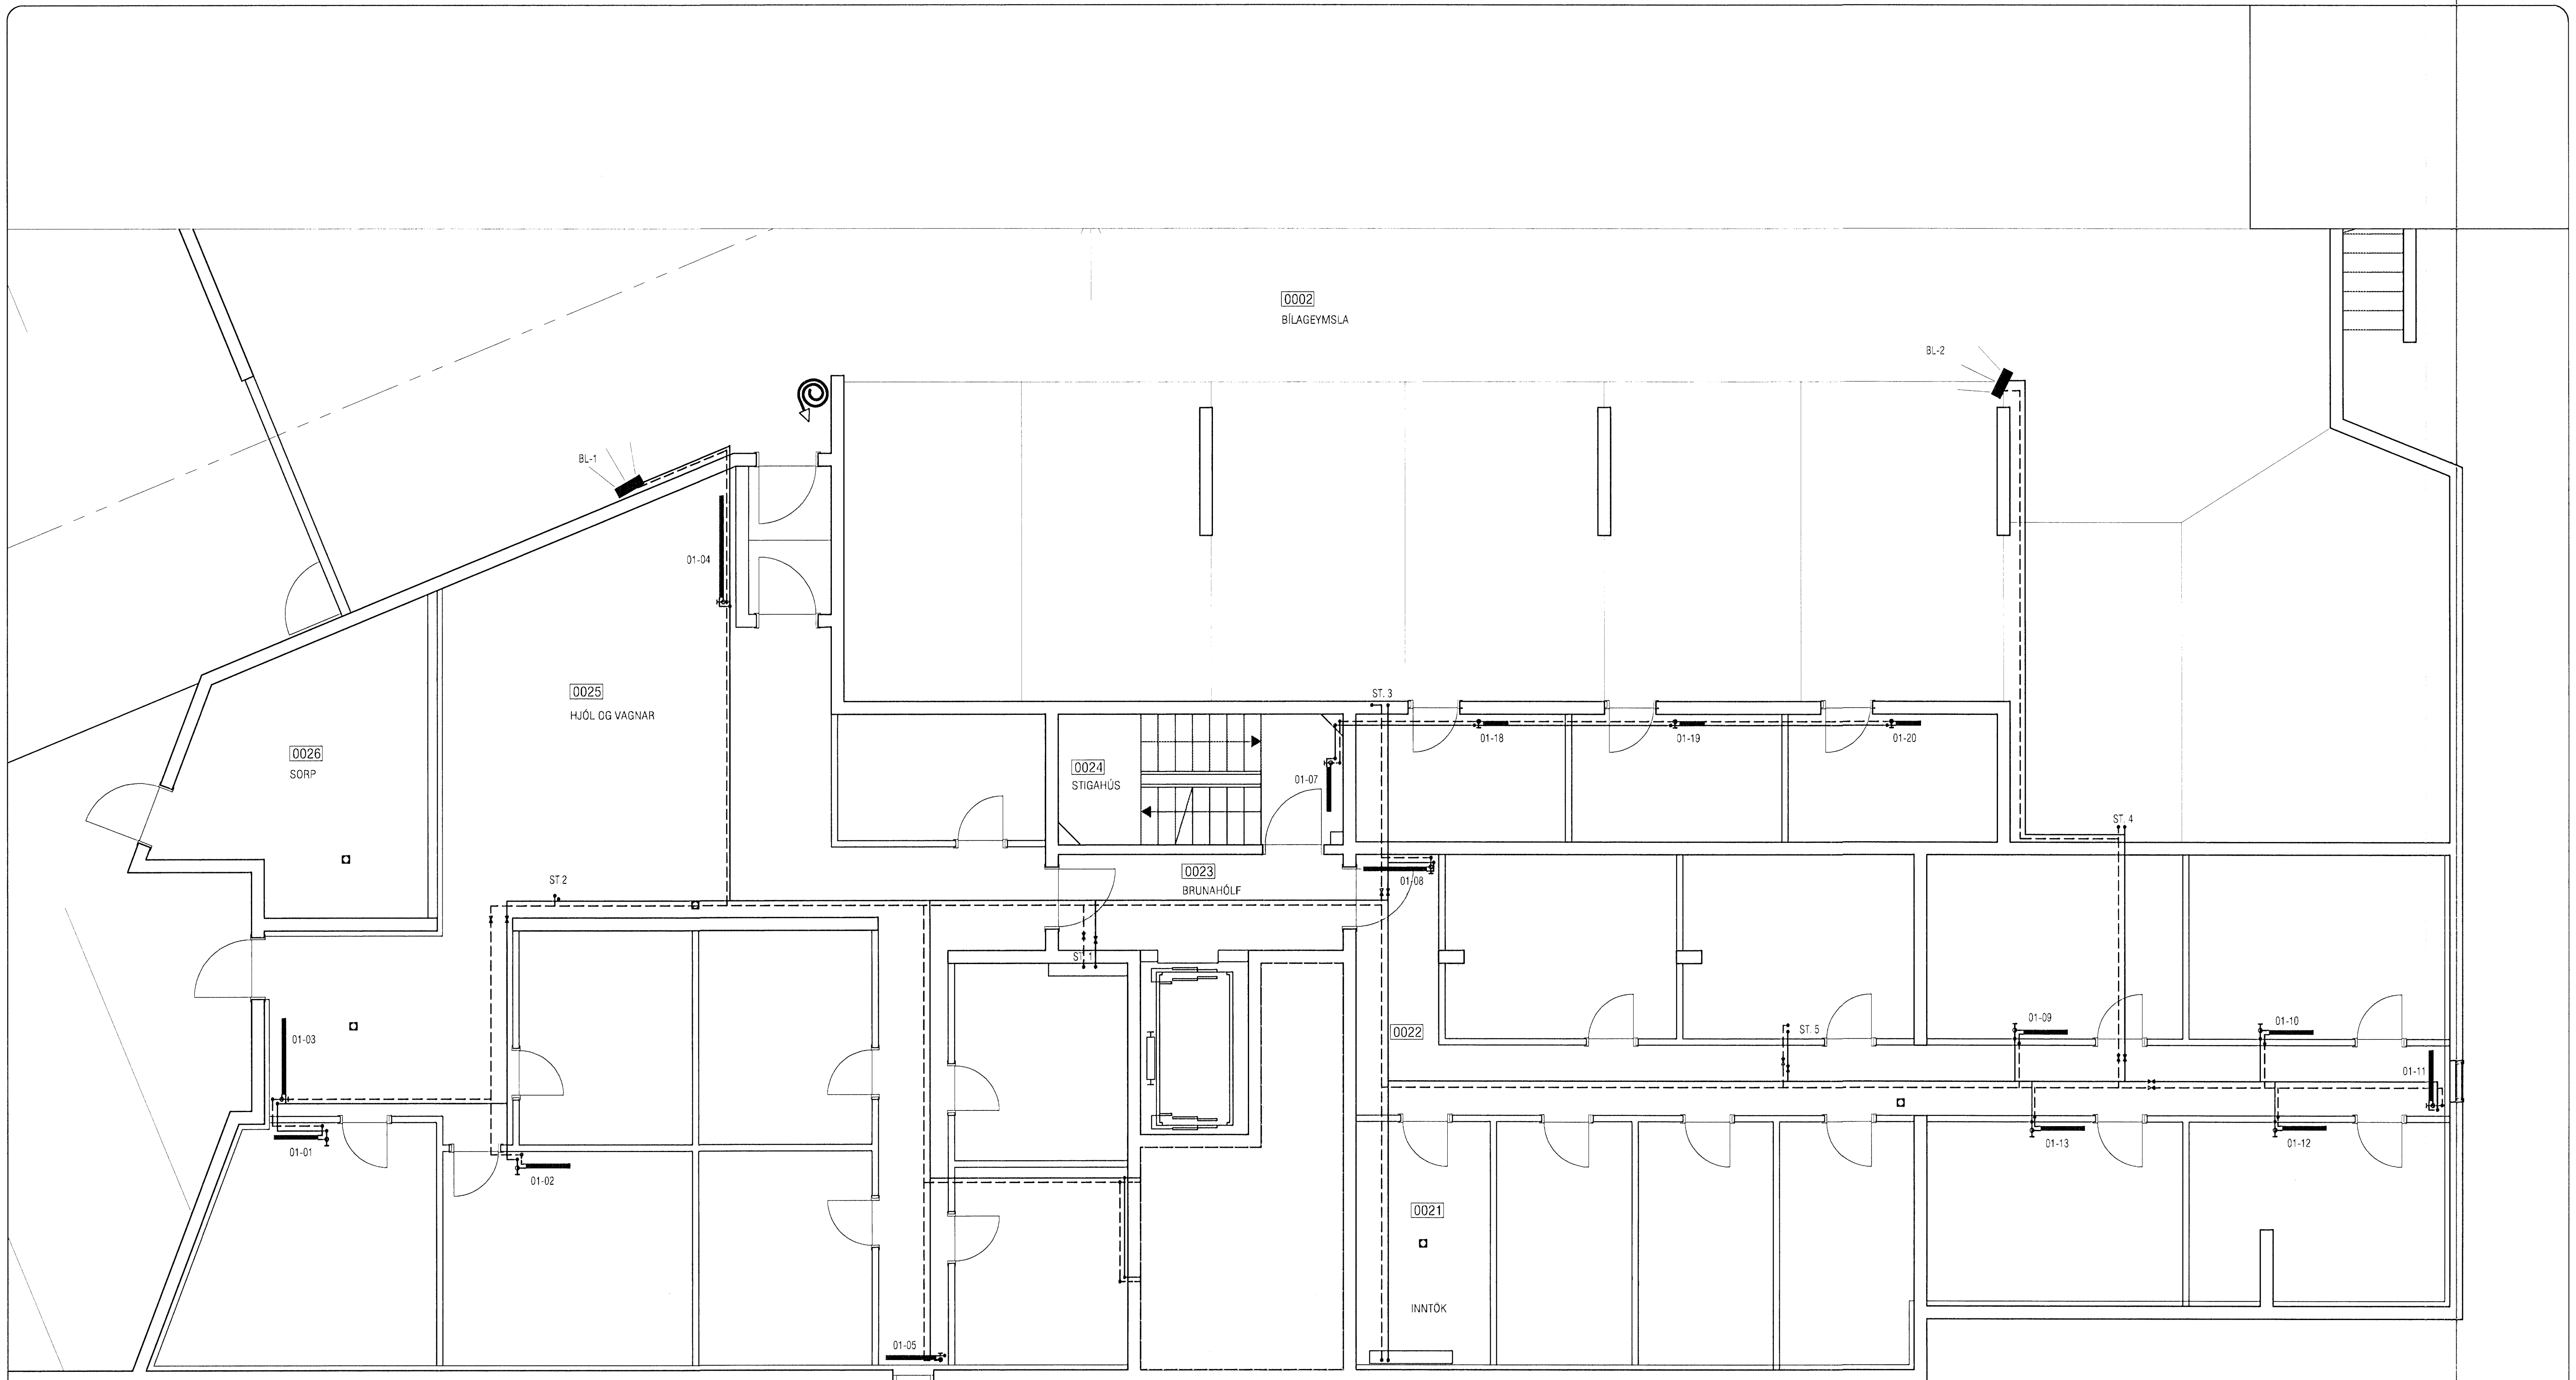 0002
BÍLAGEYMSLA
BL-2
BL-1
01-04
0025
HJÓL OG VAGNAR
0026
SORP
ST. 3
01-18
01-19
01-20
0024
STIGAHÚS
01-07
ST. 4
0023
BRUNAHÓLF
01-08
ST.2
ST. 1
01-03
0022
ST. 5
01-09
01-10
01-11
01-01
01-02
01-13
01-12
0021
INNTÖK
01-05